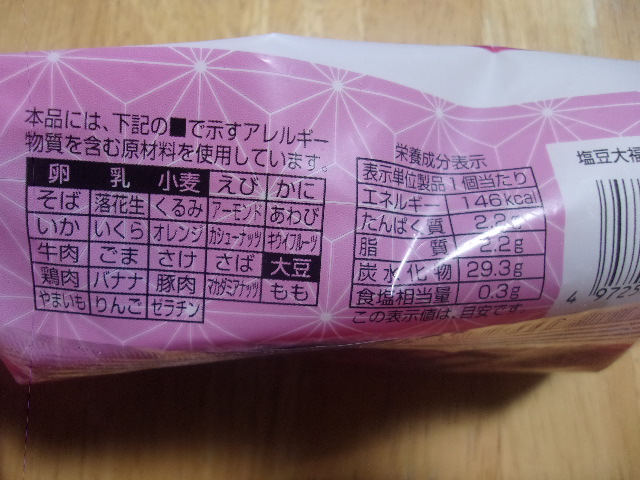 本品には、下記の■で示すアレルギー
物質を含む原材料を使用しています。
卵 乳 小麦 えび かに
そば 落花生 くるみ アーモンド あわび
いか いくら オレンジ カシューナッツ キウイフルーツ
牛肉 ごま さけ さば 大豆
鶏肉 バナナ 豚肉 マカダミアナッツ もも
やまいも りんご ゼラチン
栄養成分表示
表示単位 製品1個当たり
エネルギー 146kcal
たんぱく質 2.2g
脂質 2.2g
炭水化物 29.3g
食塩相当量 0.3g
この表示値は、目安です。
塩豆大福
4 9725